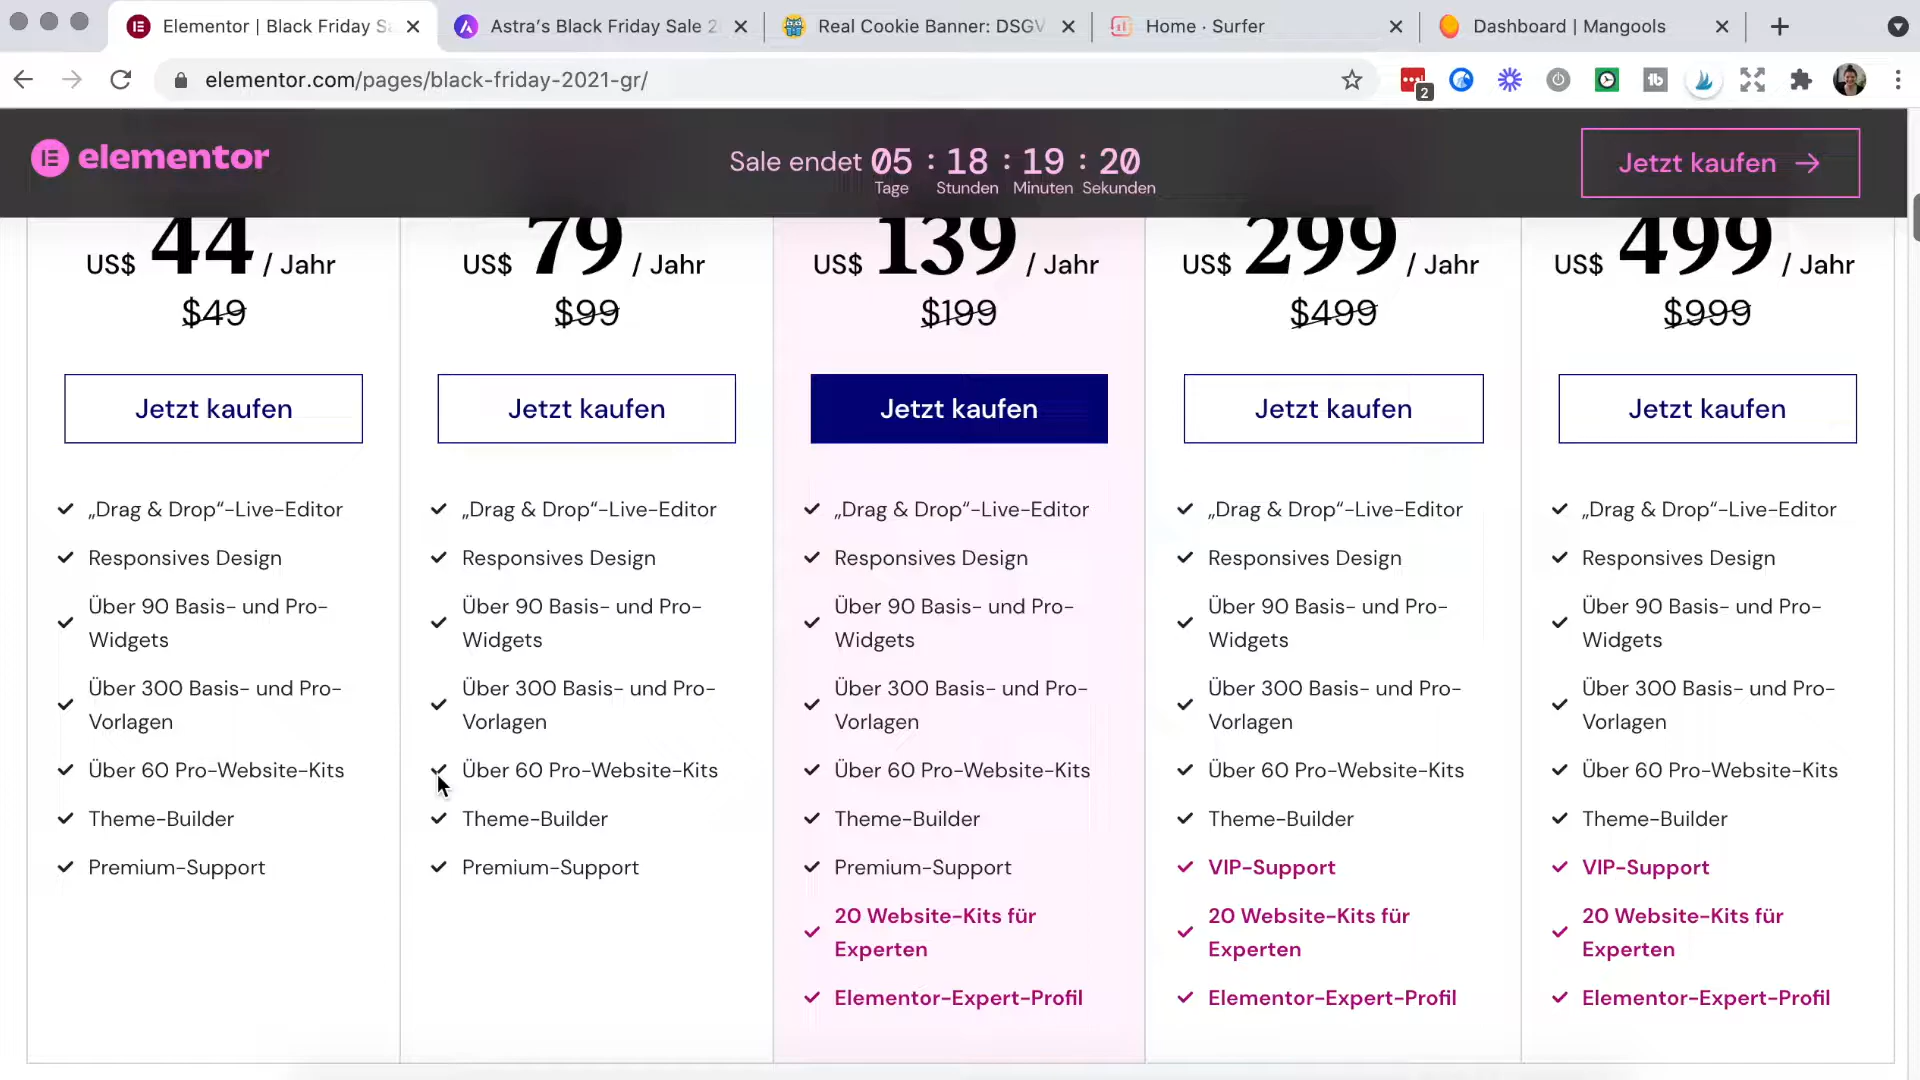 Elementor | Black Friday Sa
Astra's Black Friday Sale 2
Real Cookie Banner: DSGV
Home · Surfer
Dashboard | Mangools
elementor.com/pages/black-friday-2021-gr/
2
tb
elementor
Sale endet 05 : 18 : 19 : 20
Tage Stunden Minuten Sekunden
Jetzt kaufen →
US$ 44 / Jahr
$49
Jetzt kaufen
„Drag & Drop“-Live-Editor
Responsives Design
Über 90 Basis- und Pro-
Widgets
Über 300 Basis- und Pro-
Vorlagen
Über 60 Pro-Website-Kits
Theme-Builder
Premium-Support
US$ 79 / Jahr
$99
Jetzt kaufen
„Drag & Drop“-Live-Editor
Responsives Design
Über 90 Basis- und Pro-
Widgets
Über 300 Basis- und Pro-
Vorlagen
Über 60 Pro-Website-Kits
Theme-Builder
Premium-Support
US$ 139 / Jahr
$199
Jetzt kaufen
„Drag & Drop“-Live-Editor
Responsives Design
Über 90 Basis- und Pro-
Widgets
Über 300 Basis- und Pro-
Vorlagen
Über 60 Pro-Website-Kits
Theme-Builder
Premium-Support
20 Website-Kits für
Experten
Elementor-Expert-Profil
US$ 299 / Jahr
$499
Jetzt kaufen
„Drag & Drop“-Live-Editor
Responsives Design
Über 90 Basis- und Pro-
Widgets
Über 300 Basis- und Pro-
Vorlagen
Über 60 Pro-Website-Kits
Theme-Builder
VIP-Support
20 Website-Kits für
Experten
Elementor-Expert-Profil
US$ 499 / Jahr
$999
Jetzt kaufen
„Drag & Drop“-Live-Editor
Responsives Design
Über 90 Basis- und Pro-
Widgets
Über 300 Basis- und Pro-
Vorlagen
Über 60 Pro-Website-Kits
Theme-Builder
VIP-Support
20 Website-Kits für
Experten
Elementor-Expert-Profil